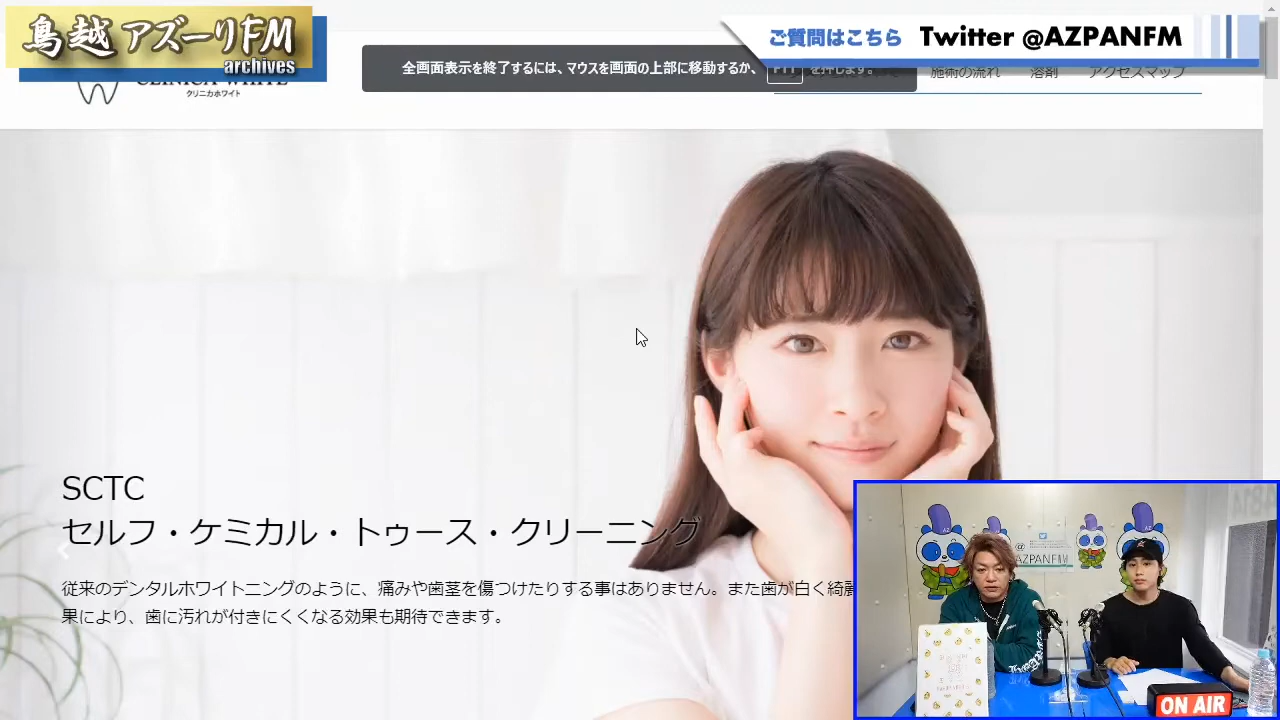 鳥越アズーリFM
archives
ご質問はこちら Twitter @AZPANFM
全画面表示を終了するには、マウスを画面の上部に移動するか、 F11 を押します。
施術の流れ 溶剤 アクセスマップ
CLINICA WHITE
クリニカホワイト
SCTC
セルフ・ケミカル・トゥース・クリーニング
従来のデンタルホワイトニングのように、痛みや歯茎を傷つけたりする事はありません。また歯が白く綺麗
果により、歯に汚れが付きにくくなる効果も期待できます。
@
AZPANFM
ON AIR